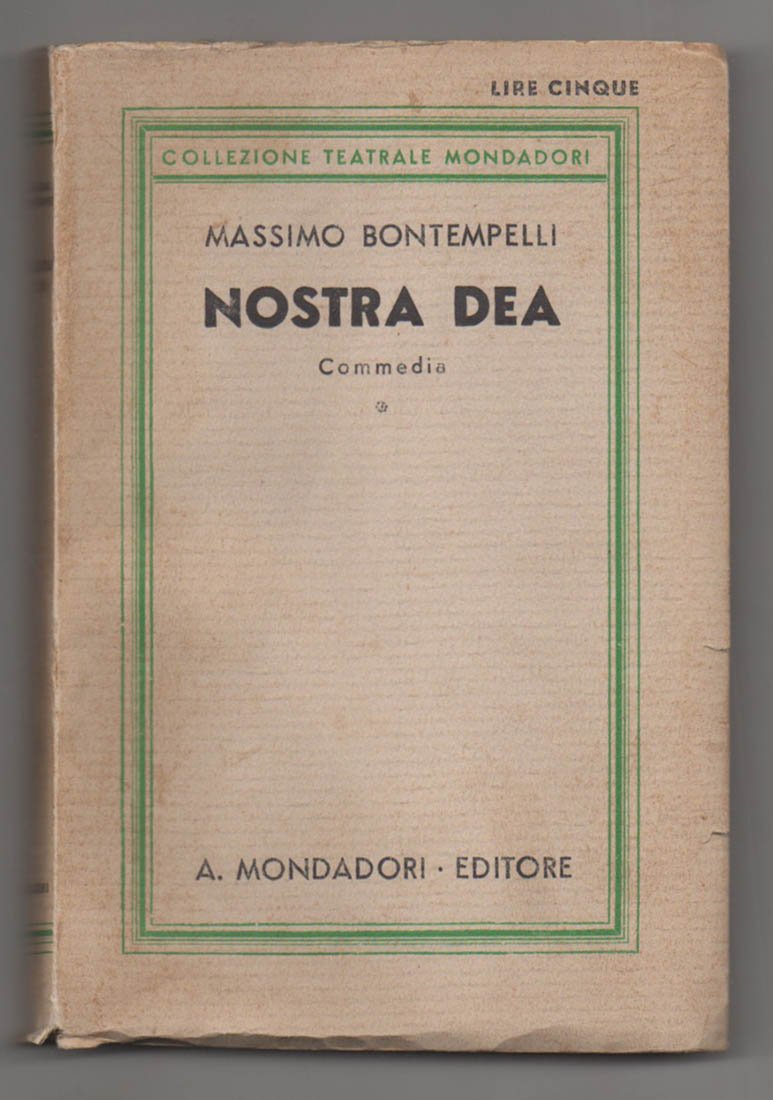 LIRE CINQUE
COLLEZIONE TEATRALE MONDADORI
MASSIMO BONTEMPELLI
NOSTRA DEA
Commedia
A. MONDADORI · EDITORE